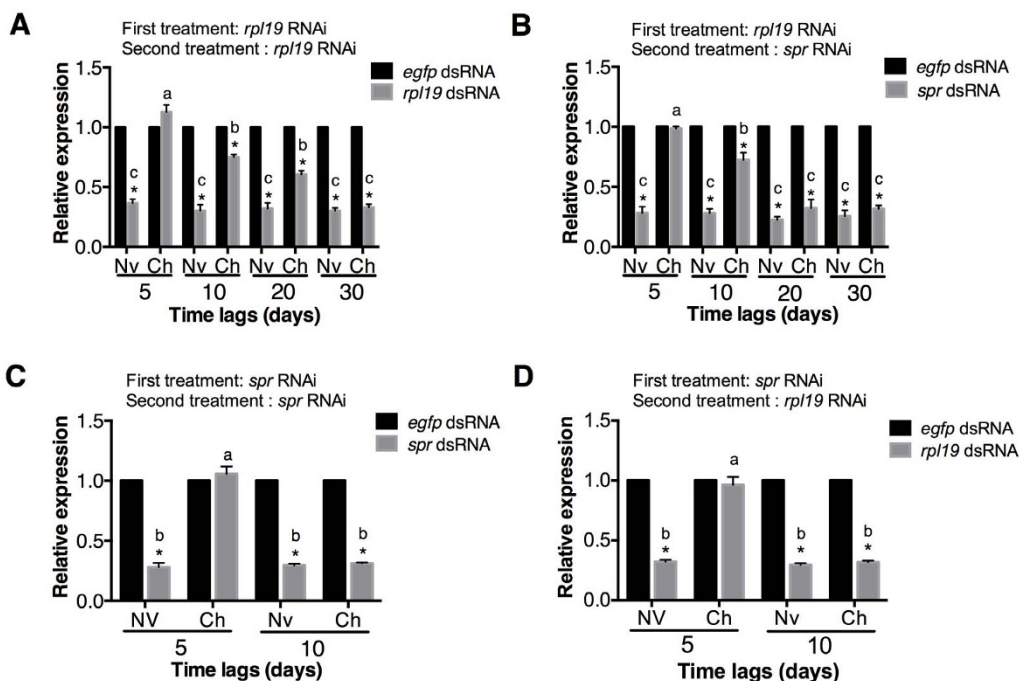 A
First treatment: rpl19 RNAi
Second treatment : rpl19 RNAi
egfp dsRNA
rpl19 dsRNA
Relative expression
1.5
1.0
0.5
0.0
c * a c * b * c * b * c * c *
Nv Ch Nv Ch Nv Ch Nv Ch
5 10 20 30
Time lags (days)
B
First treatment: rpl19 RNAi
Second treatment : spr RNAi
egfp dsRNA
spr dsRNA
Relative expression
1.5
1.0
0.5
0.0
c * a c * b * c * c * c * c *
Nv Ch Nv Ch Nv Ch Nv Ch
5 10 20 30
Time lags (days)
C
First treatment: spr RNAi
Second treatment : spr RNAi
egfp dsRNA
spr dsRNA
Relative expression
1.5
1.0
0.5
0.0
b * a b * b *
NV Ch Nv Ch
5 10
Time lags (days)
D
First treatment: spr RNAi
Second treatment : rpl19 RNAi
egfp dsRNA
rpl19 dsRNA
Relative expression
1.5
1.0
0.5
0.0
b * a b * b *
NV Ch Nv Ch
5 10
Time lags (days)